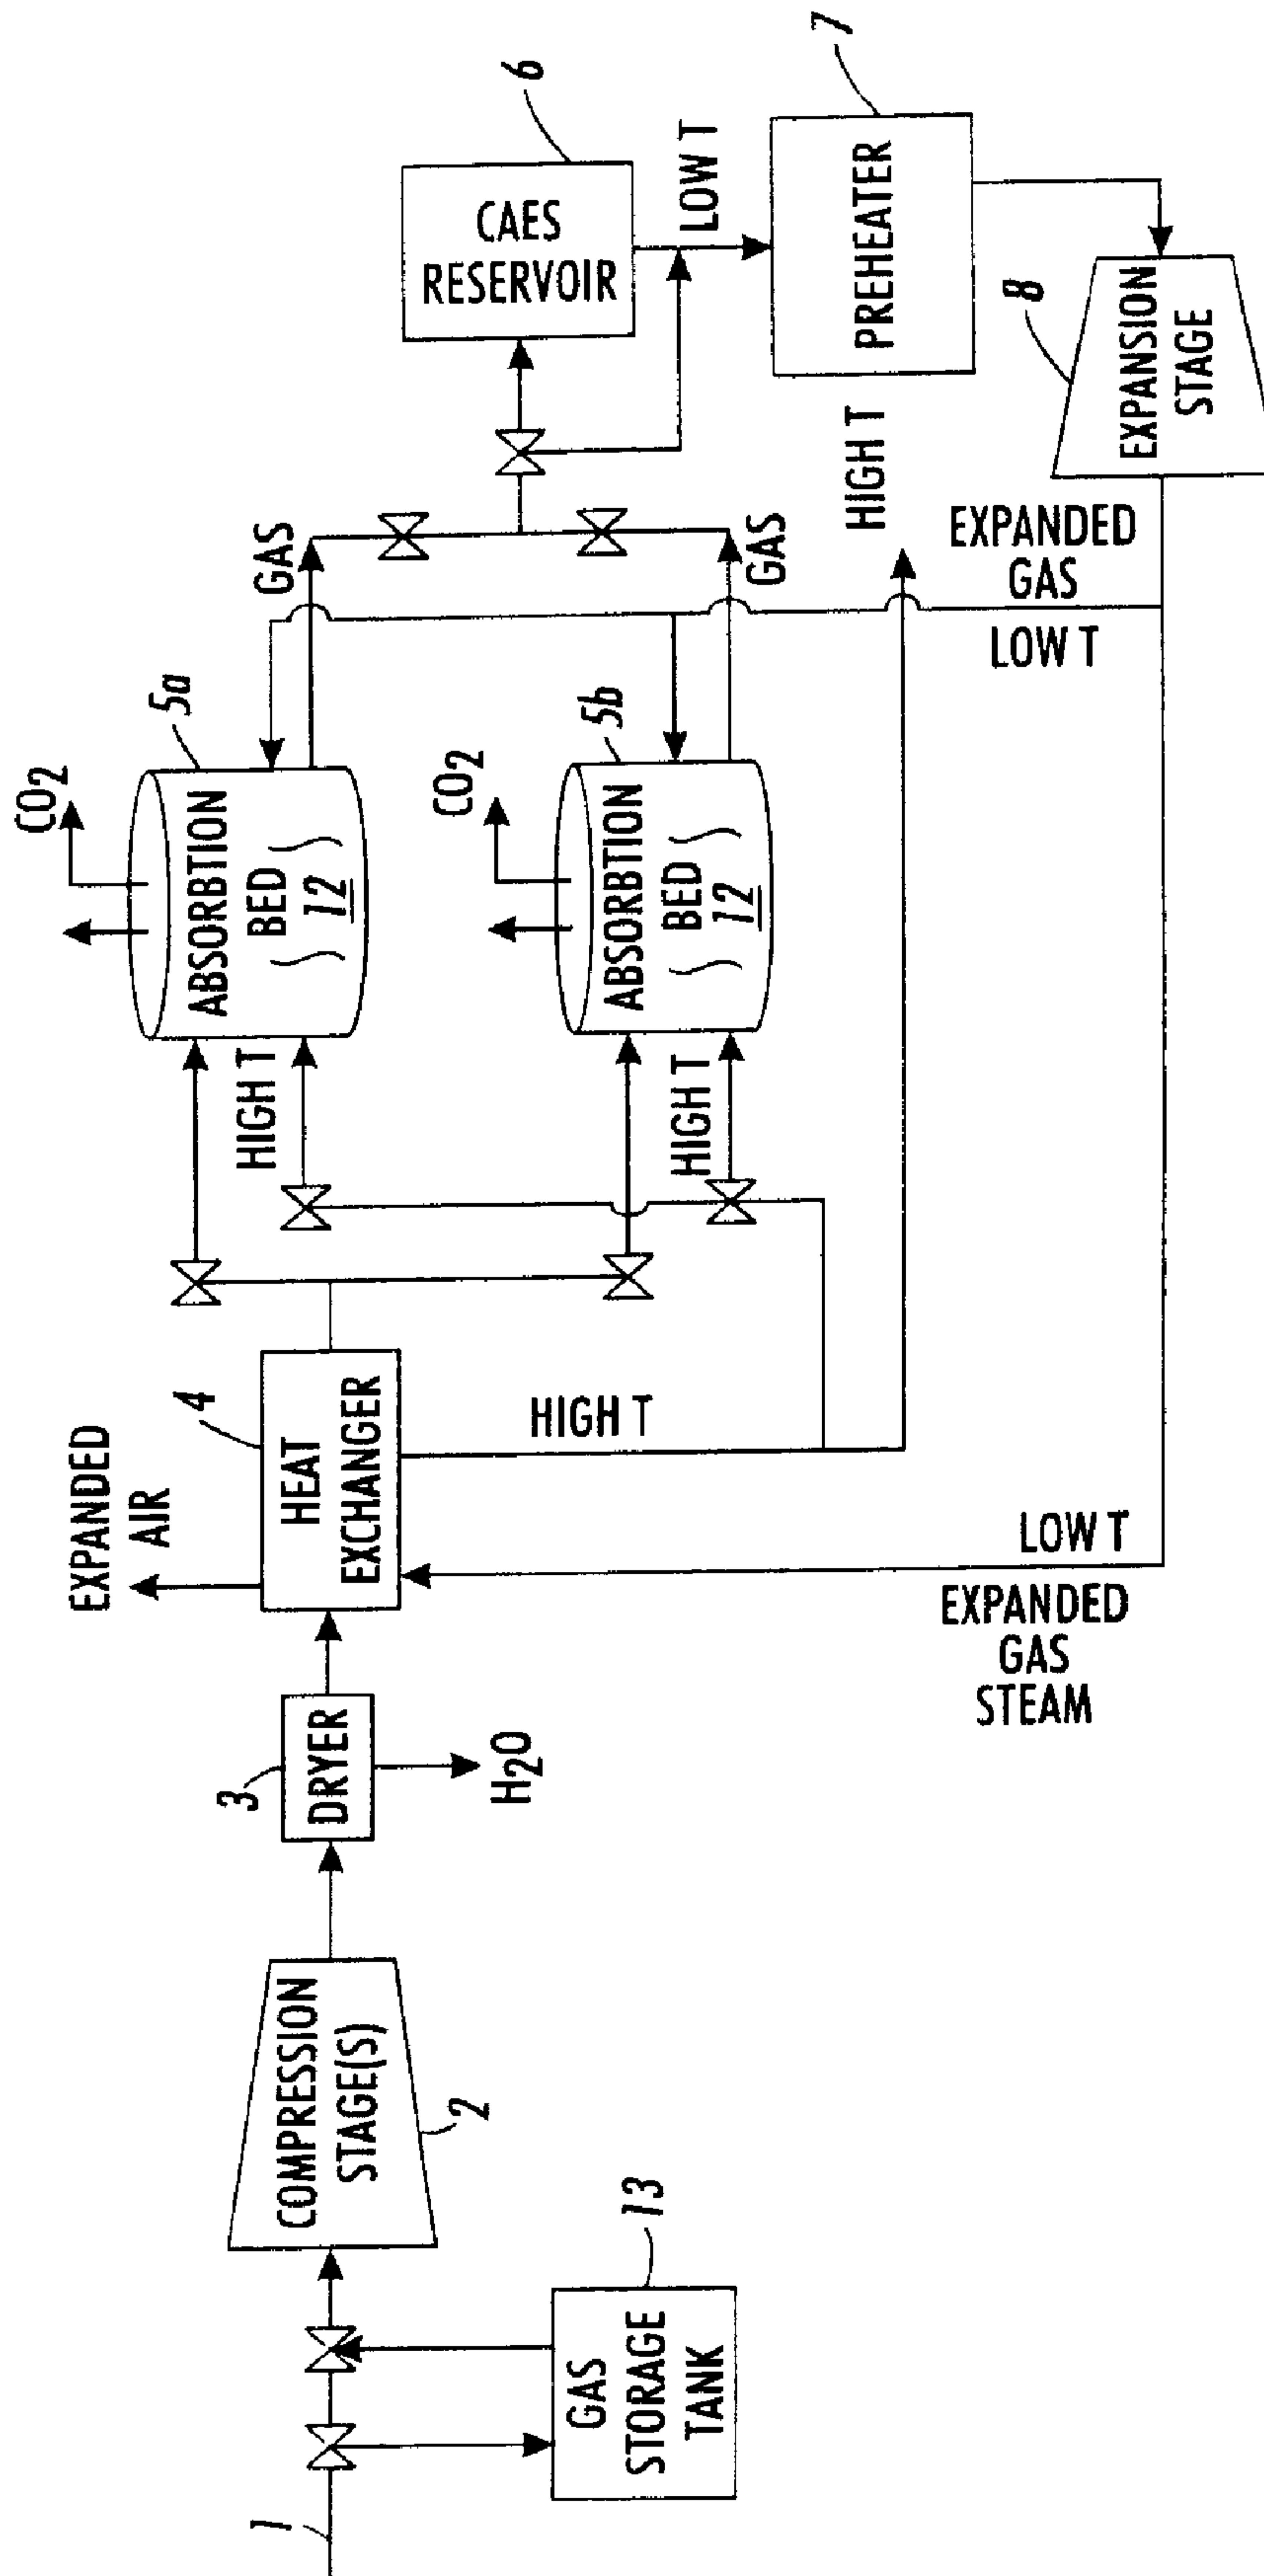 1
GAS
STORAGE
TANK
13
COMPRESSION
STAGE(S)
2
3
DRYER
H2O
EXPANDED
AIR
4
HEAT
EXCHANGER
HIGH T
LOW T
EXPANDED
GAS
STEAM
HIGH T
HIGH T
CO2
5a
ABSORBTION
BED
12
CO2
5b
ABSORBTION
BED
12
GAS
GAS
HIGH T
EXPANDED
GAS
LOW T
6
CAES
RESERVOIR
LOW T
7
PREHEATER
8
EXPANSION
STAGE